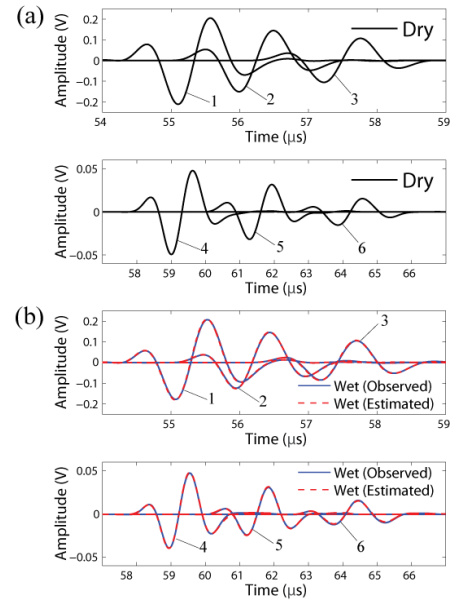 (a)
Amplitude (V)
0.2
0.1
0
-0.1
-0.2
Dry
1
2
3
54 55 56 57 58 59
Time (μs)
Amplitude (V)
0.05
0
-0.05
Dry
4
5
6
58 59 60 61 62 63 64 65 66
Time (μs)
(b)
Amplitude (V)
0.2
0.1
0
-0.1
-0.2
3
Wet (Observed)
Wet (Estimated)
1
2
55 56 57 58 59
Time (μs)
Amplitude (V)
0.05
0
-0.05
Wet (Observed)
Wet (Estimated)
4
5
6
58 59 60 61 62 63 64 65 66
Time (μs)